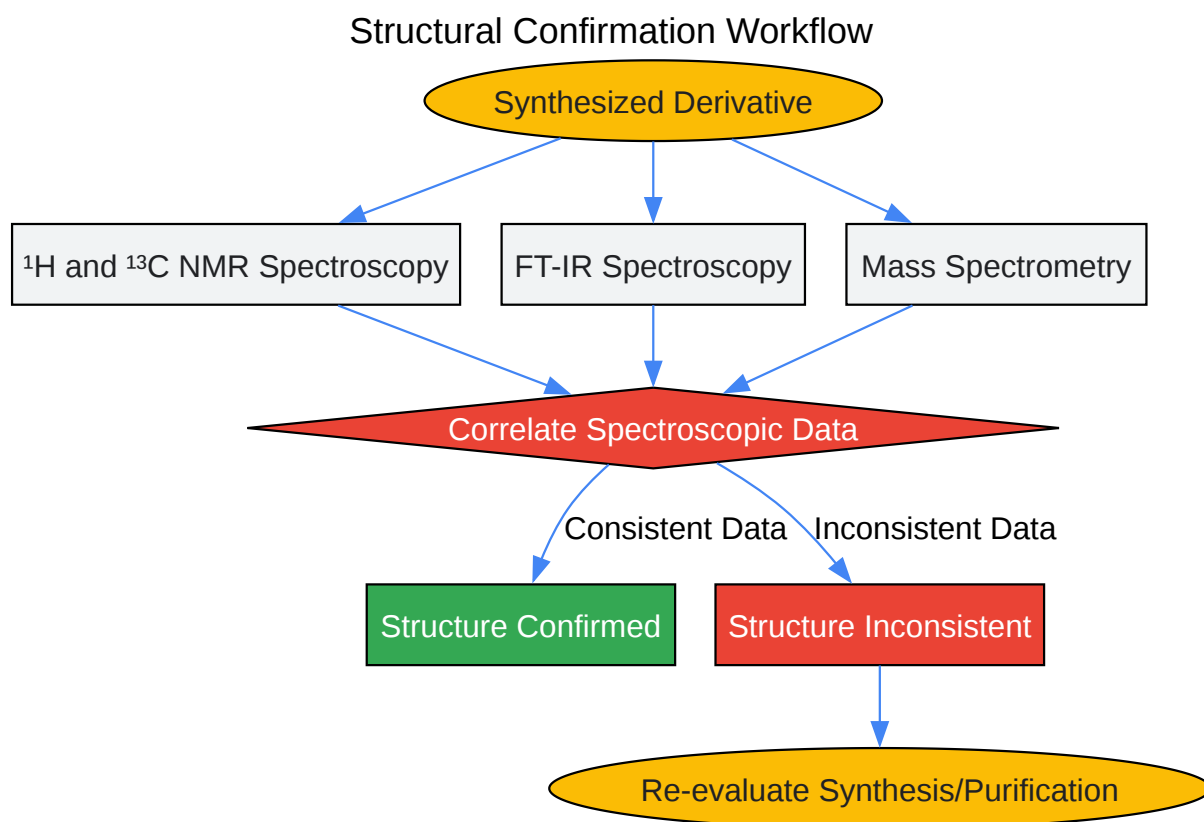 Structural Confirmation Workflow
Synthesized Derivative
¹H and ¹³C NMR Spectroscopy
FT-IR Spectroscopy
Mass Spectrometry
Correlate Spectroscopic Data
Consistent Data
Inconsistent Data
Structure Confirmed
Structure Inconsistent
Re-evaluate Synthesis/Purification